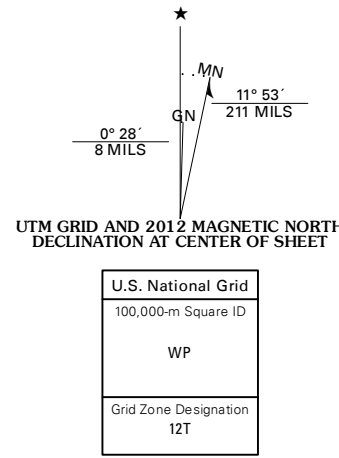 ★
MN
GN
11° 53´
211 MILS
0° 28´
8 MILS
UTM GRID AND 2012 MAGNETIC NORTH
DECLINATION AT CENTER OF SHEET
U.S. National Grid
100,000-m Square ID
WP
Grid Zone Designation
12T